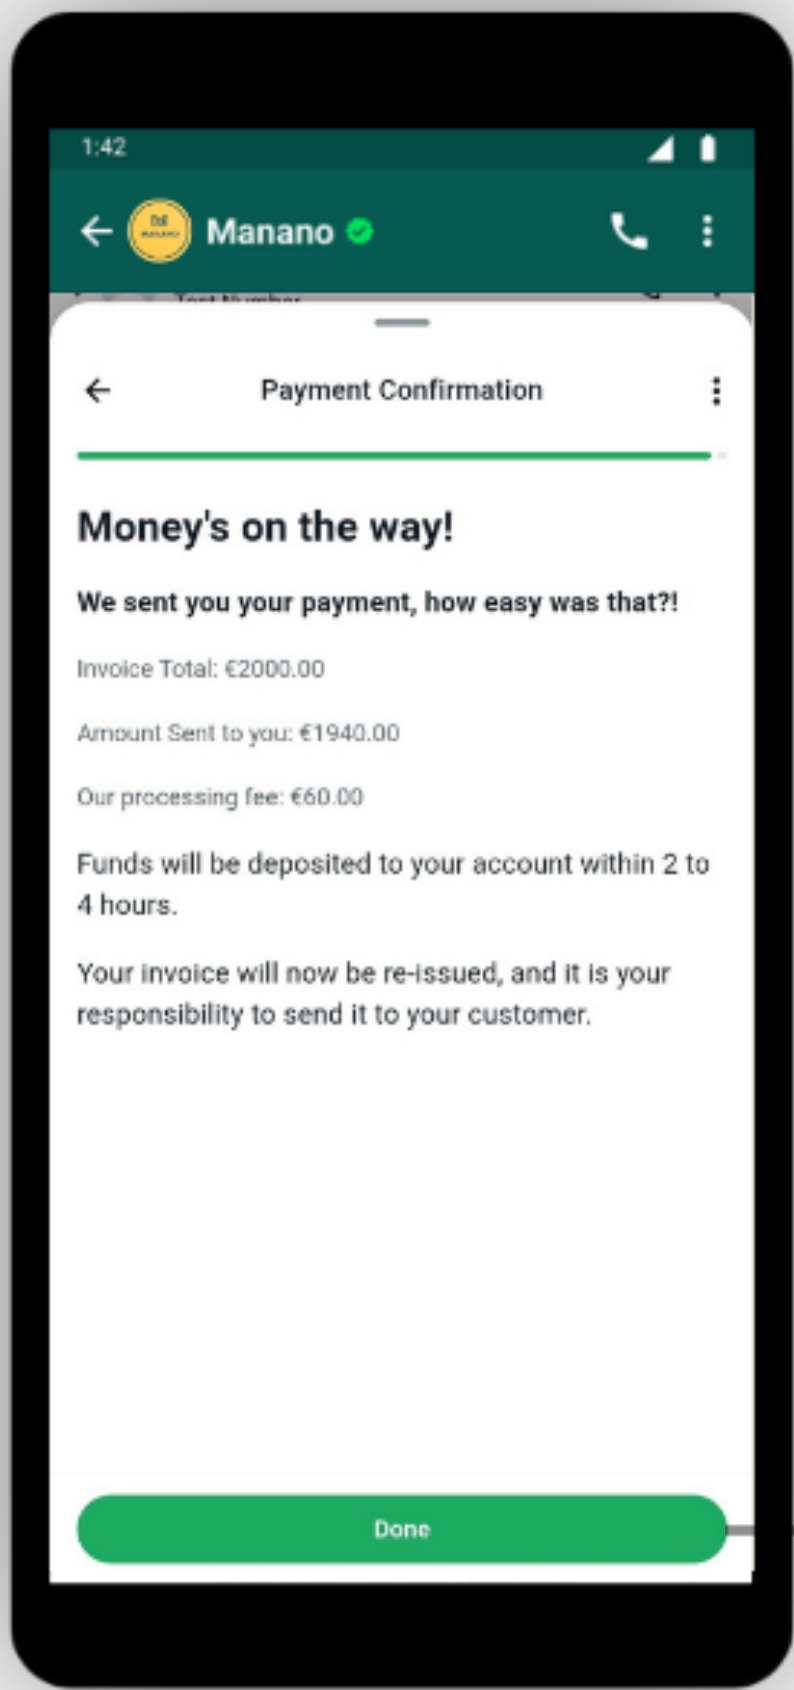 1:42
Manano
Test Number
Payment Confirmation
Money's on the way!
We sent you your payment, how easy was that?!
Invoice Total: €2000.00
Amount Sent to you: €1940.00
Our processing fee: €60.00
Funds will be deposited to your account within 2 to
4 hours.
Your invoice will now be re-issued, and it is your
responsibility to send it to your customer.
Done